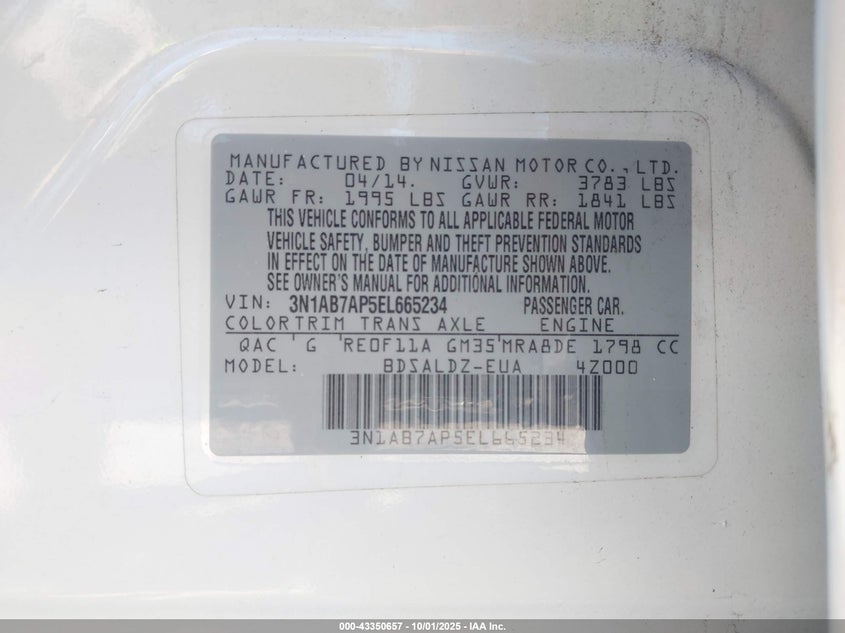 MANUFACTURED BY NISSAN MOTOR CO., LTD.
DATE: 04/14. GVWR: 3783 LBS
GAWR FR: 1995 LBS GAWR RR: 1841 LBS
THIS VEHICLE CONFORMS TO ALL APPLICABLE FEDERAL MOTOR
VEHICLE SAFETY, BUMPER AND THEFT PREVENTION STANDARDS
IN EFFECT ON THE DATE OF MANUFACTURE SHOWN ABOVE.
SEE OWNER'S MANUAL FOR ADDITIONAL INFORMATION.
VIN: 3N1AB7AP5EL665234 PASSENGER CAR.
COLOR TRIM TRANS AXLE ENGINE
QAC G RE0F11A GM35 MRA8DE 1798 CC
MODEL: BDSALDZ-EUA 4Z000
3N1AB7AP5EL665234
000-43350657 - 10/01/2025 - IAA Inc.